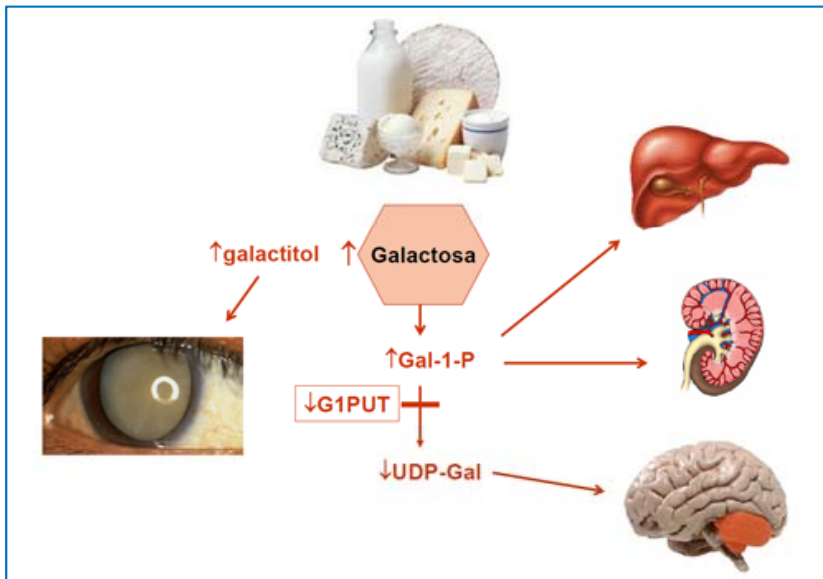 ↑galactitol
↑
Galactosa
↑Gal-1-P
↓G1PUT
↓UDP-Gal